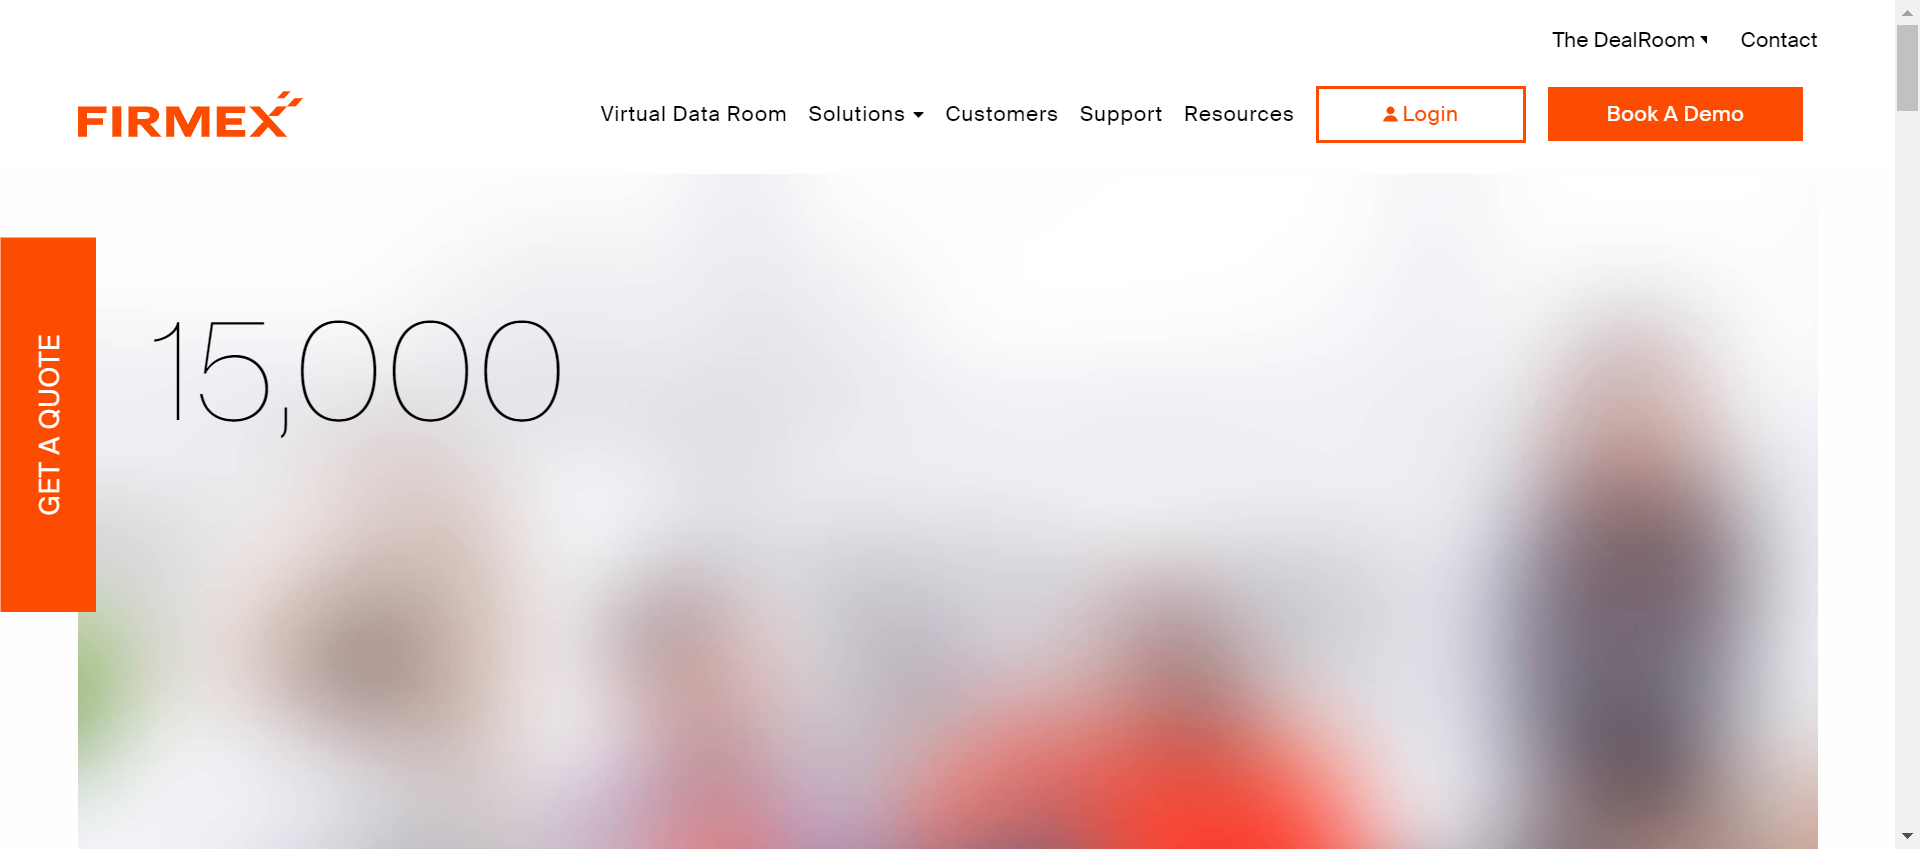 The DealRoom
Contact
FIRMEX
Virtual Data Room
Solutions
Customers
Support
Resources
Login
Book A Demo
GET A QUOTE
15,000